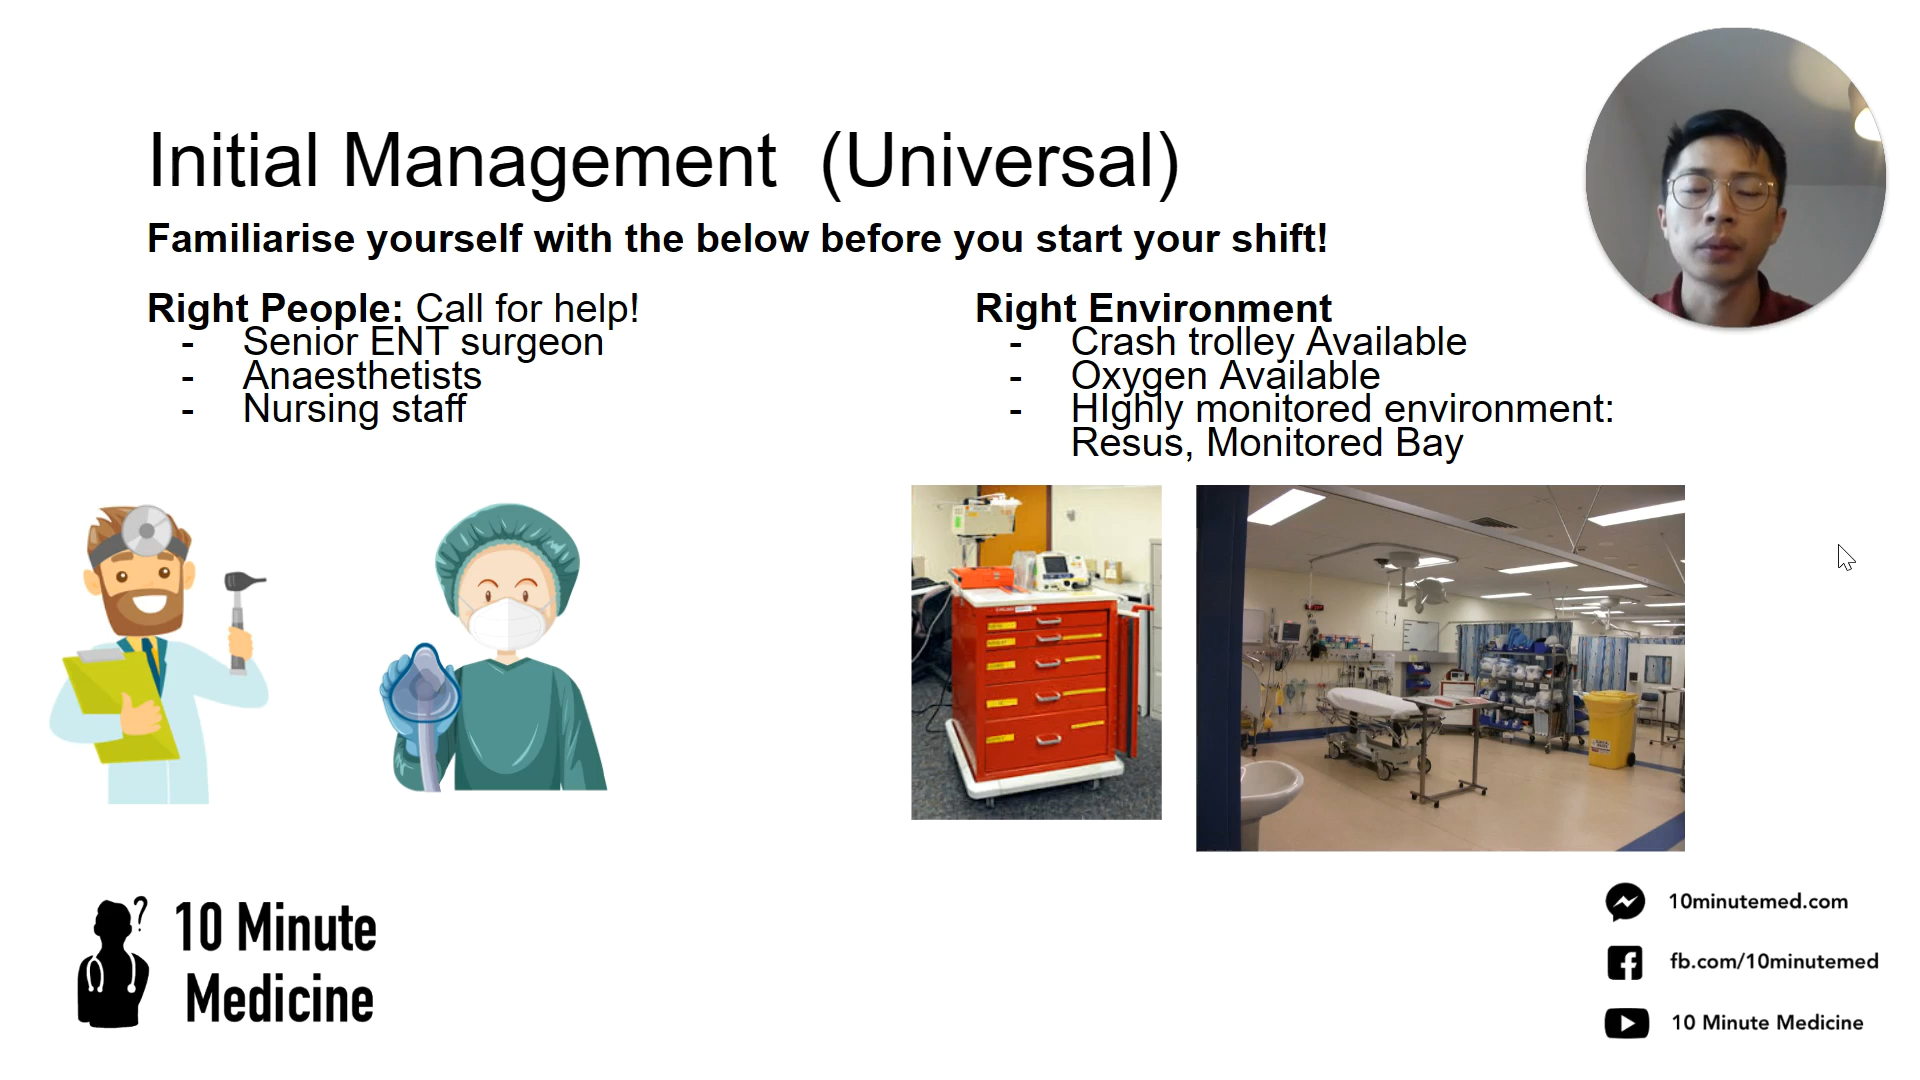 Initial Management (Universal)
Familiarise yourself with the below before you start your shift!
Right People: Call for help!
- Senior ENT surgeon
- Anaesthetists
- Nursing staff
Right Environment
- Crash trolley Available
- Oxygen Available
- HIghly monitored environment:
Resus, Monitored Bay
?
10 Minute
Medicine
10minutemed.com
fb.com/10minutemed
10 Minute Medicine